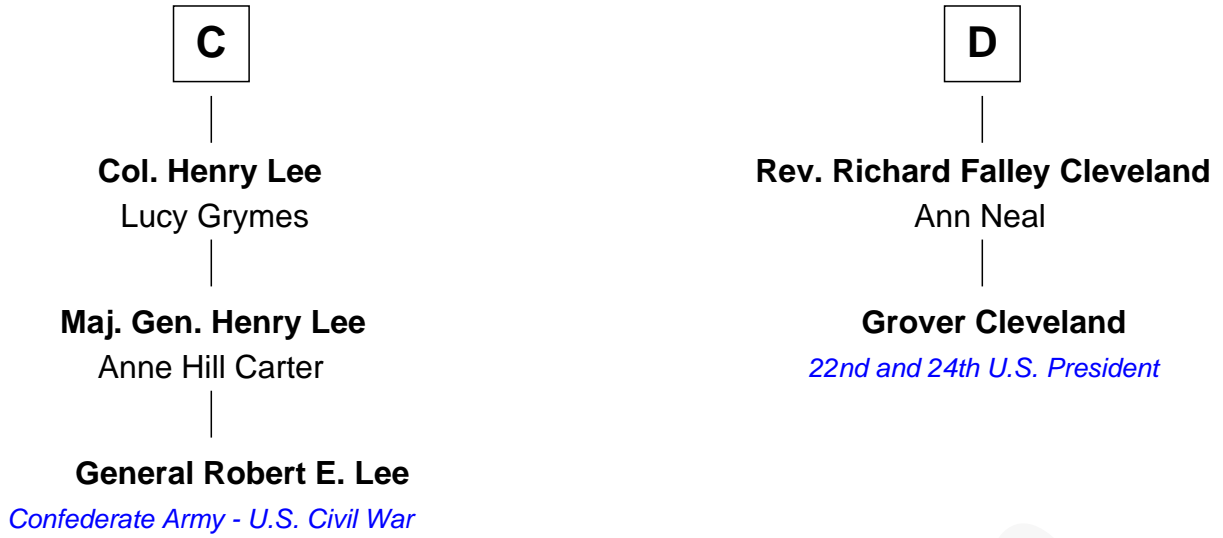 C
Col. Henry Lee
Lucy Grymes
Maj. Gen. Henry Lee
Anne Hill Carter
General Robert E. Lee
Confederate Army - U.S. Civil War
D
Rev. Richard Falley Cleveland
Ann Neal
Grover Cleveland
22nd and 24th U.S. President